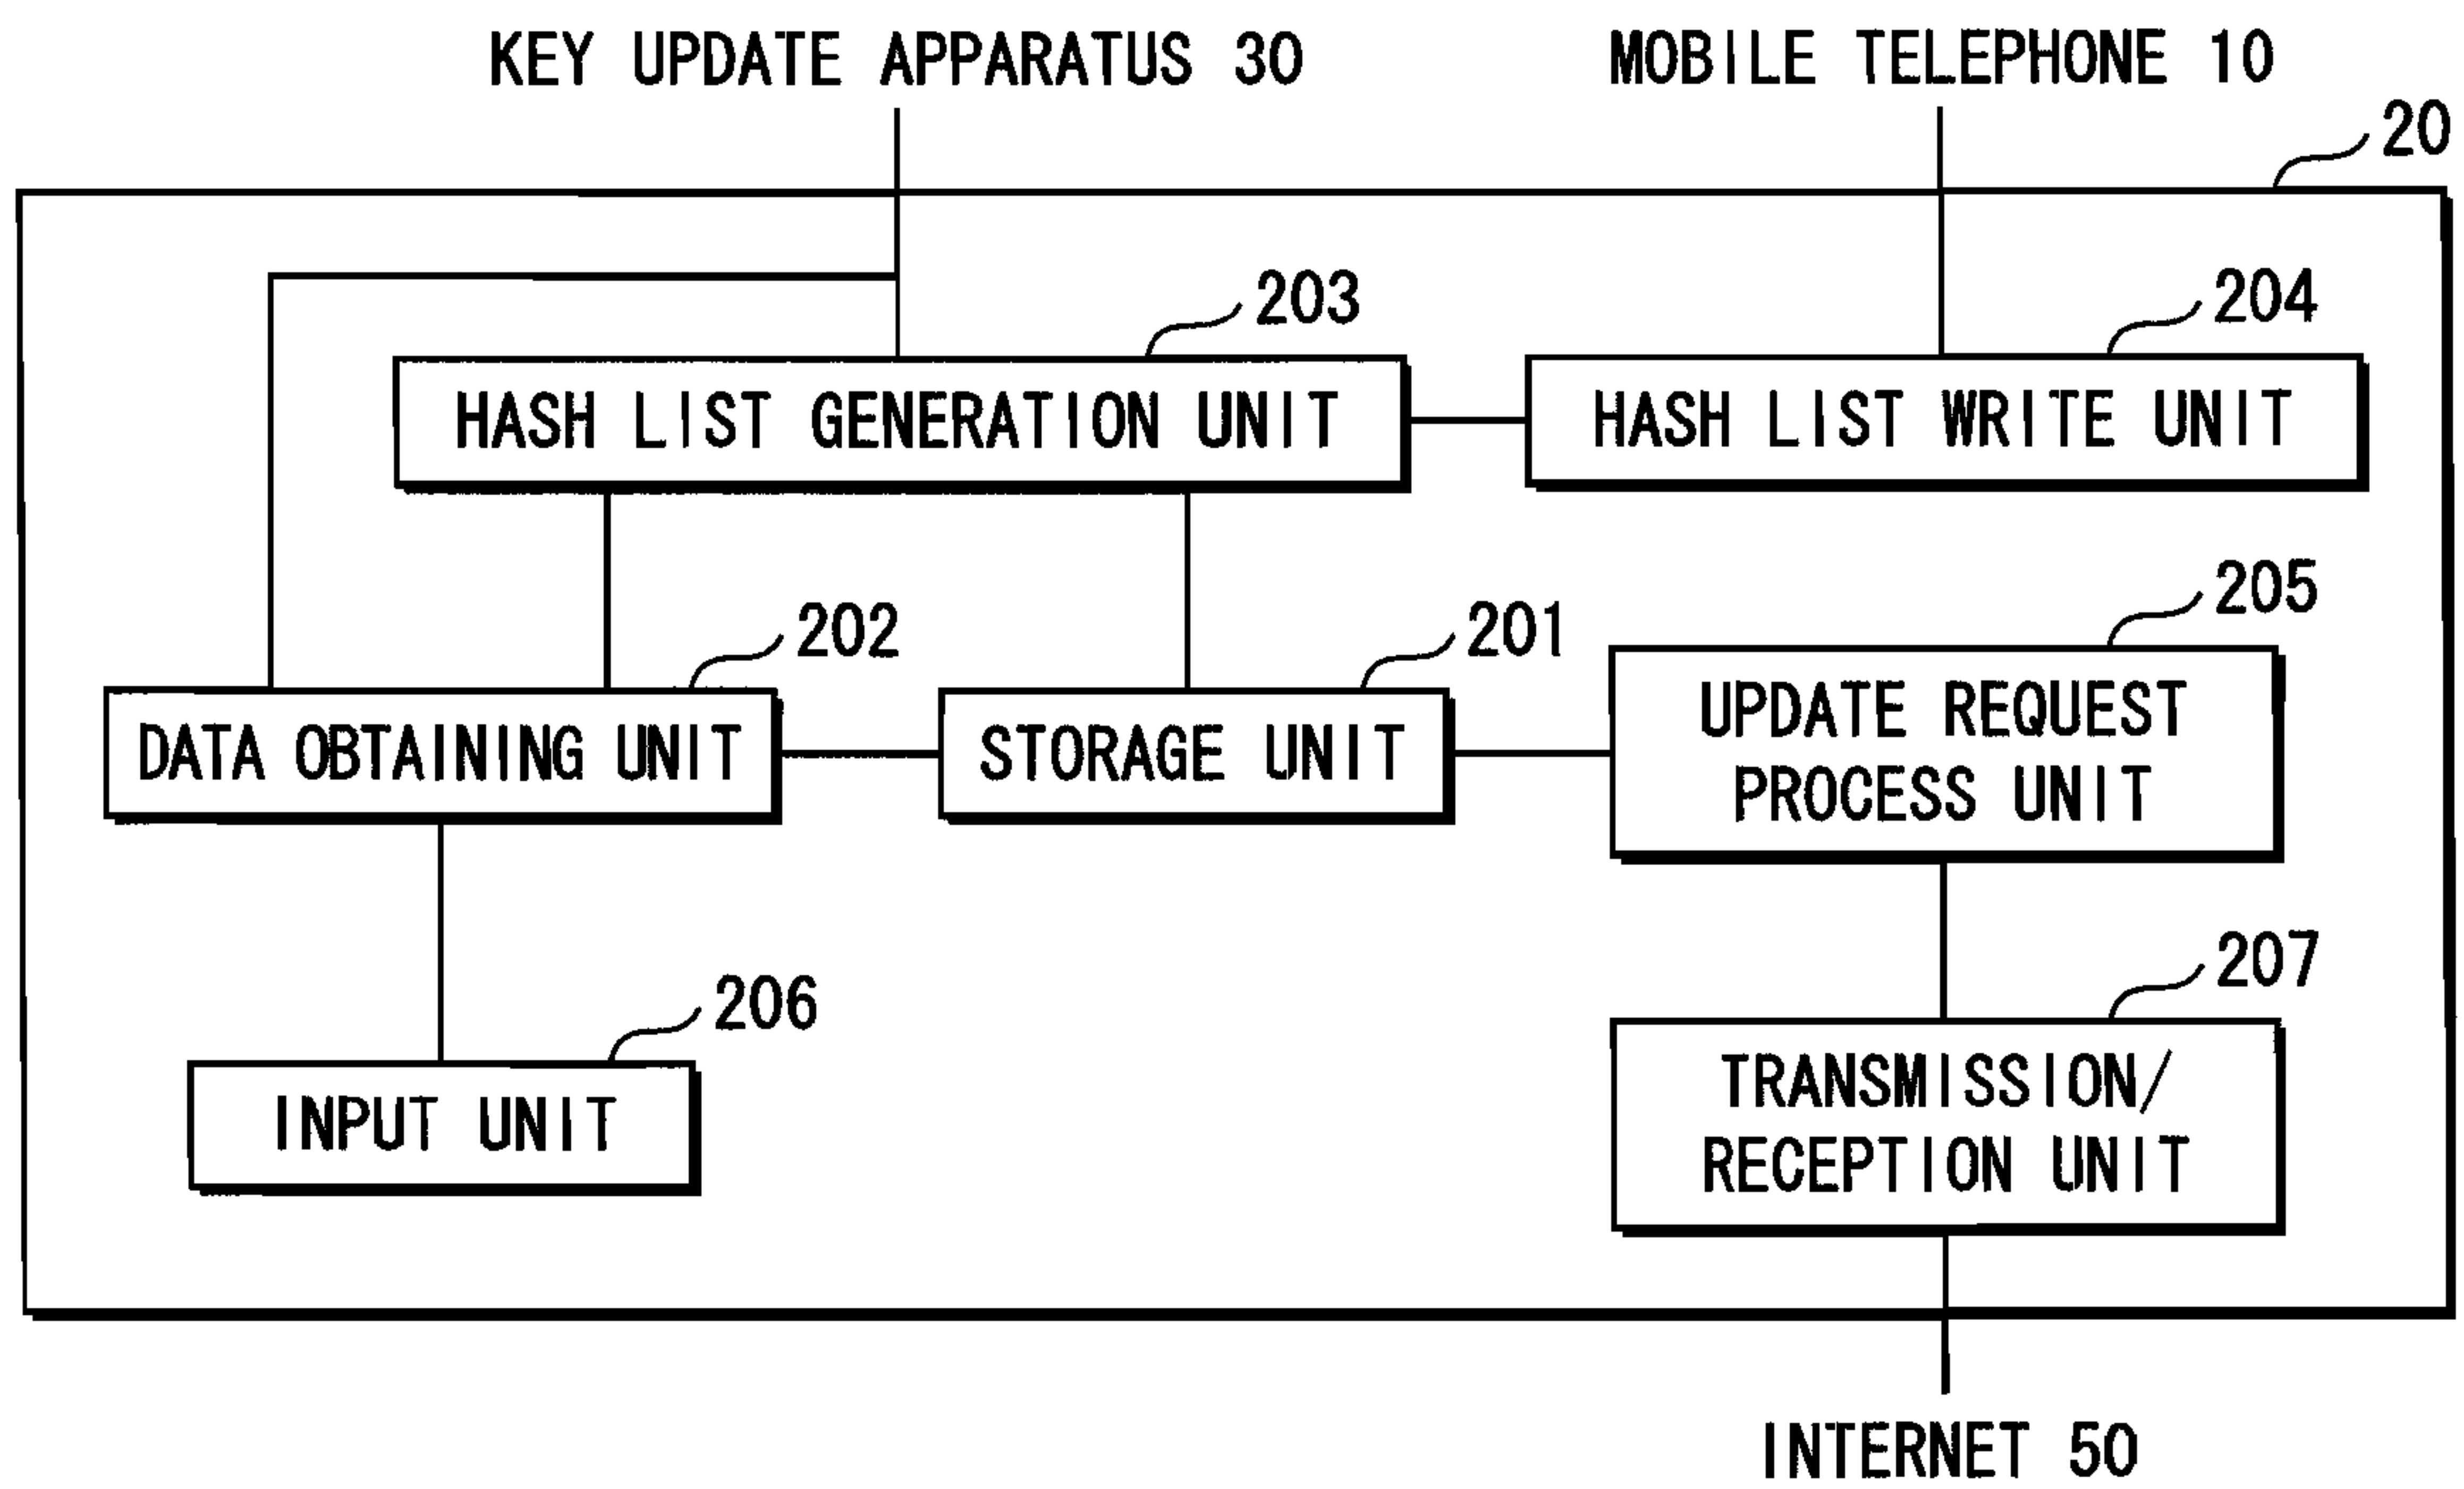 KEY UPDATE APPARATUS 30
MOBILE TELEPHONE 10
20
203
204
HASH LIST GENERATION UNIT
HASH LIST WRITE UNIT
202
201
205
DATA OBTAINING UNIT
STORAGE UNIT
UPDATE REQUEST
PROCESS UNIT
206
207
INPUT UNIT
TRANSMISSION/
RECEPTION UNIT
INTERNET 50